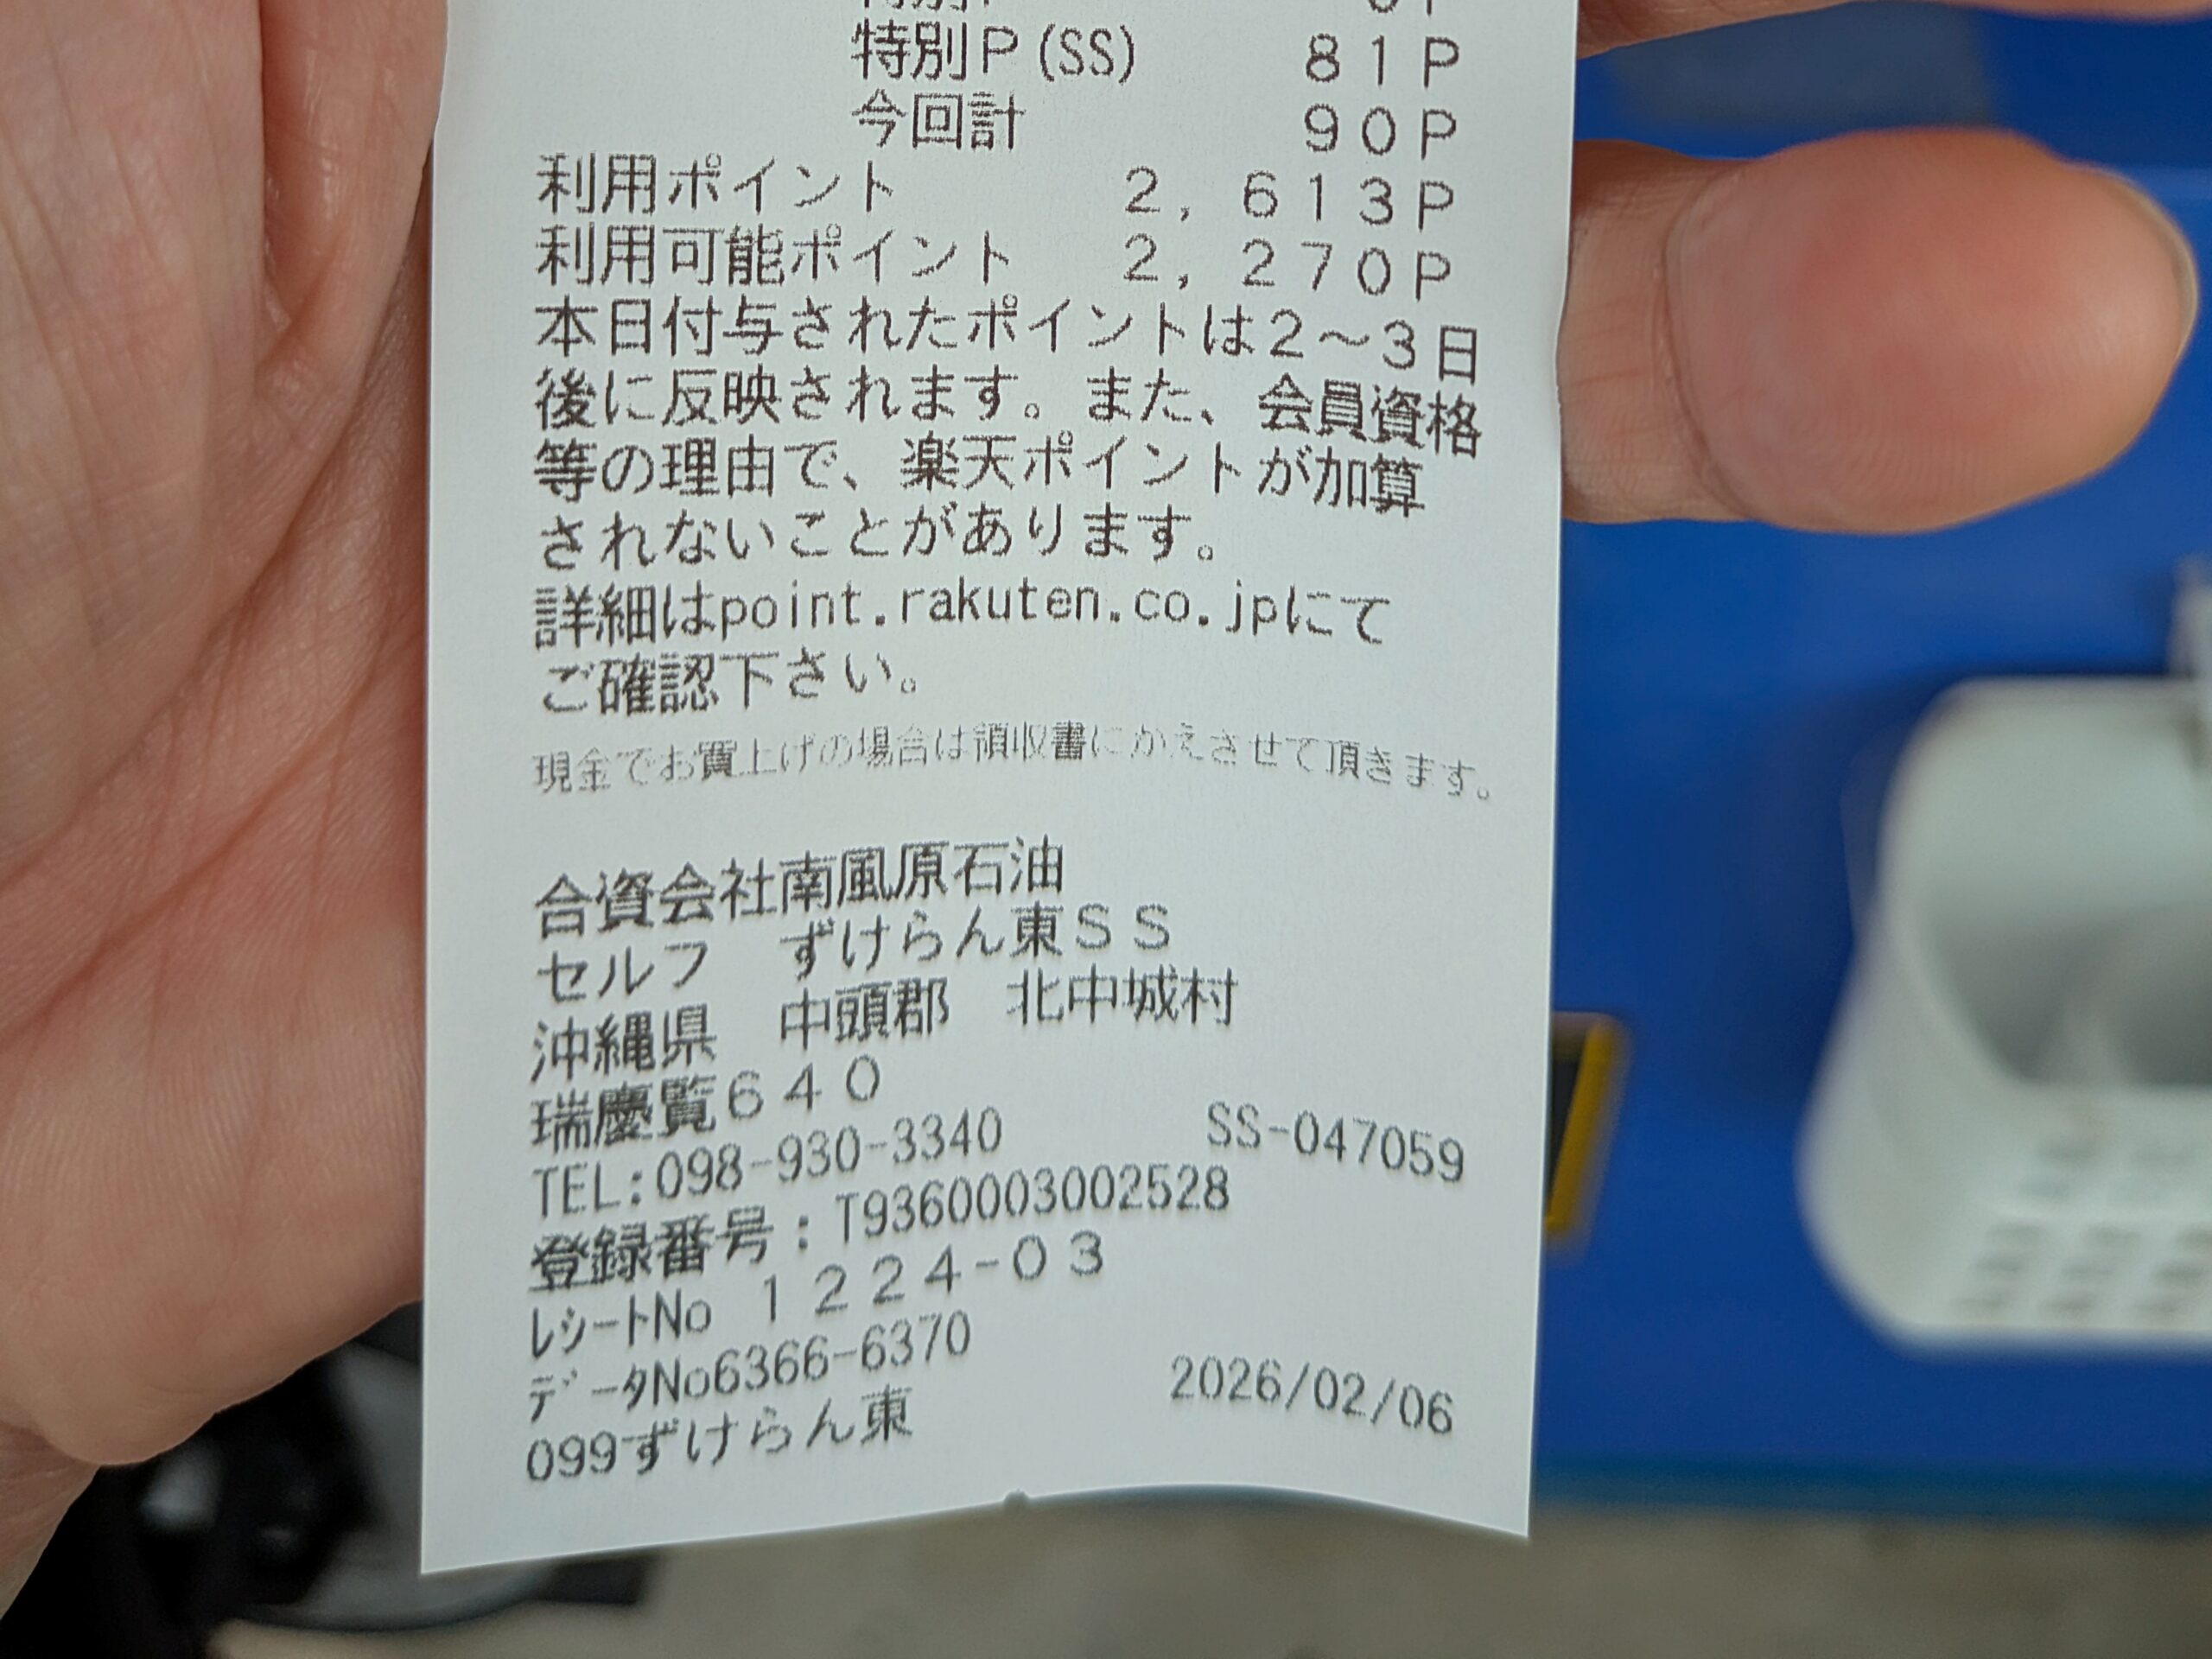 特別P(SS) 81P
今回計 90P
利用ポイント 2,613P
利用可能ポイント 2,270P
本日付与されたポイントは2～3日
後に反映されます。また、会員資格
等の理由で、楽天ポイントが加算
されないことがあります。
詳細はpoint.rakuten.co.jpにて
ご確認下さい。
現金でお買上げの場合は領収書にかえさせて頂きます。
合資会社南風原石油
セルフ ずけらん東SS
沖縄県 中頭郡 北中城村
瑞慶覧640
TEL:098-930-3340 SS-047059
登録番号:T9360003002528
ﾚｼｰﾄNo 1224-03
ﾃﾞｰﾀNo6366-6370
099ずけらん東 2026/02/06